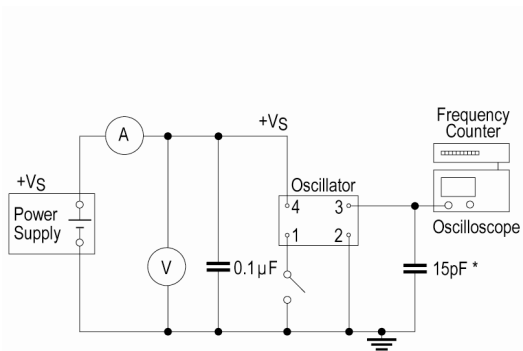 Frequency
Counter
+VS
A
+VS
Oscillator
4 3
Power
Supply
1 2
Oscilloscope
V
0.1µF
15pF *